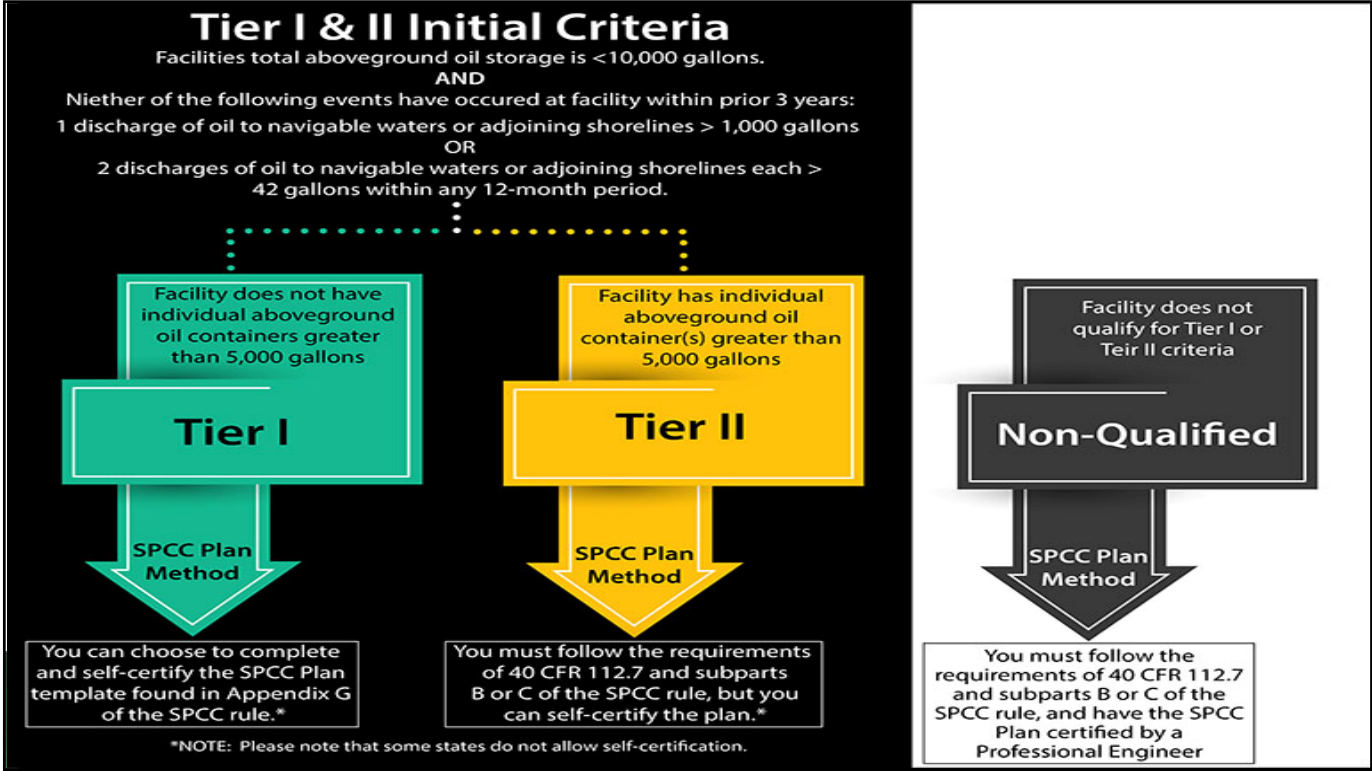 Tier I & II Initial Criteria
Facilities total aboveground oil storage is <10,000 gallons.
AND
Niether of the following events have occured at facility within prior 3 years:
1 discharge of oil to navigable waters or adjoining shorelines > 1,000 gallons
OR
2 discharges of oil to navigable waters or adjoining shorelines each >
42 gallons within any 12-month period.
Facility does not have
individual aboveground
oil containers greater
than 5,000 gallons
Tier I
SPCC Plan
Method
You can choose to complete
and self-certify the SPCC Plan
template found in Appendix G
of the SPCC rule.*
Facility has individual
aboveground oil
container(s) greater than
5,000 gallons
Tier II
SPCC Plan
Method
You must follow the requirements
of 40 CFR 112.7 and subparts
B or C of the SPCC rule, but you
can self-certify the plan.*
*NOTE: Please note that some states do not allow self-certification.
Facility does not
qualify for Tier I or
Teir II criteria
Non-Qualified
SPCC Plan
Method
You must follow the
requirements of 40 CFR 112.7
and subparts B or C of the
SPCC rule, and have the SPCC
Plan certified by a
Professional Engineer